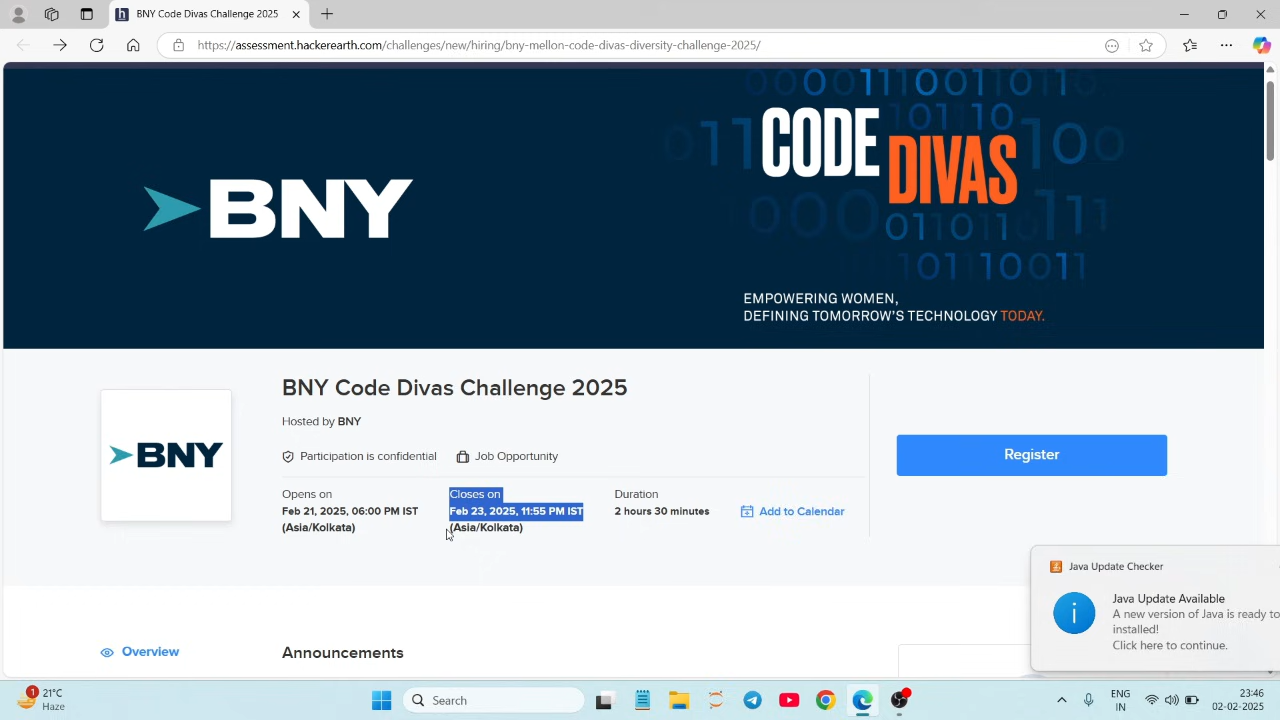 BNY Code Divas Challenge 2025
https://assessment.hackerearth.com/challenges/new/hiring/bny-mellon-code-divas-diversity-challenge-2025/
CODE
DIVAS
BNY
EMPOWERING WOMEN,
DEFINING TOMORROW'S TECHNOLOGY TODAY.
BNY Code Divas Challenge 2025
Hosted by BNY
BNY
Participation is confidential
Job Opportunity
Register
Opens on
Feb 21, 2025, 06:00 PM IST
(Asia/Kolkata)
Closes on
Feb 23, 2025, 11:55 PM IST
(Asia/Kolkata)
Duration
2 hours 30 minutes
Add to Calendar
Java Update Checker
Java Update Available
A new version of Java is ready to
installed!
Click here to continue.
Overview
Announcements
1
21°C
Haze
Search
ENG
IN
23:46
02-02-2025